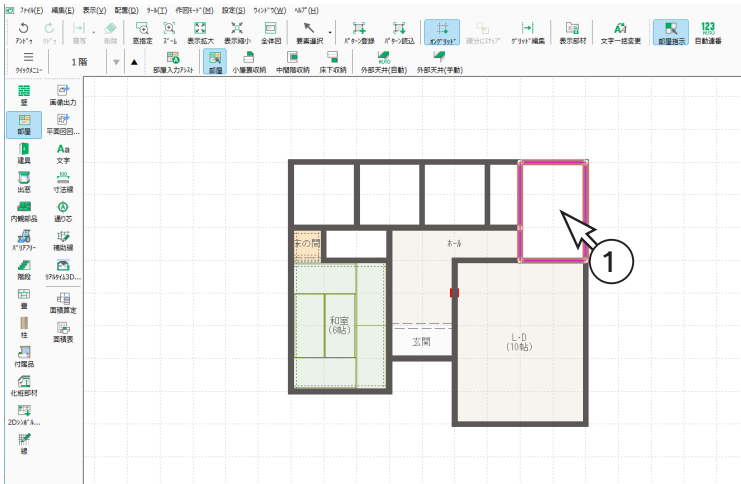 ﾌｧｲﾙ(F) 編集(E) 表示(V) 配置(D) ﾂｰﾙ(T) 作図ﾓｰﾄﾞ(M) 設定(S) ｳｨﾝﾄﾞｳ(W) ﾍﾙﾌﾟ(H)
ｱﾝﾄﾞｩ ﾘﾄﾞｩ 複写 削除 窓指定 ｽﾞｰﾑ 表示拡大 表示縮小 全体図 要素選択 ﾊﾟﾀｰﾝ登録 ﾊﾟﾀｰﾝ読込 ｵﾝｸﾞﾘｯﾄﾞ 線分にｽﾅｯﾌﾟ ｸﾞﾘｯﾄﾞ編集 表示部材 文字一括変更 部屋指示 自動連番
ｸｲｯｸﾒﾆｭｰ 1 階 ▼ ▲ 部屋入力ｱｼｽﾄ 部屋 小屋裏収納 中間階収納 床下収納 外部天井(自動) 外部天井(手動)
壁 画像出力
部屋 平面図図...
建具 文字
出窓 寸法線
内観部品 通り芯
ﾊﾞﾘｱﾌﾘｰ 補助線
階段 ﾘｱﾙﾀｲﾑ3D...
畳 面積算定
柱 面積表
付属品
化粧部材
2Dｼﾝﾎﾞﾙ...
線
床の間
ホール
1
和室
(6帖)
玄関
L・D
(10帖)